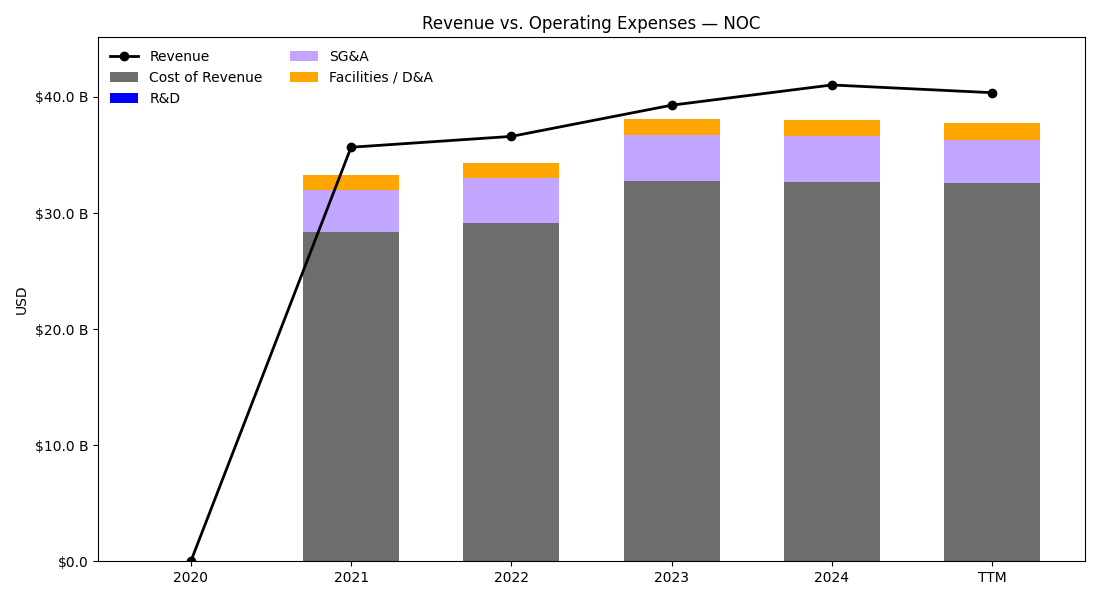 Revenue vs. Operating Expenses — NOC
Revenue
Cost of Revenue
R&D
SG&A
Facilities / D&A
$40.0 B
$30.0 B
$20.0 B
$10.0 B
$0.0
USD
2020 2021 2022 2023 2024 TTM